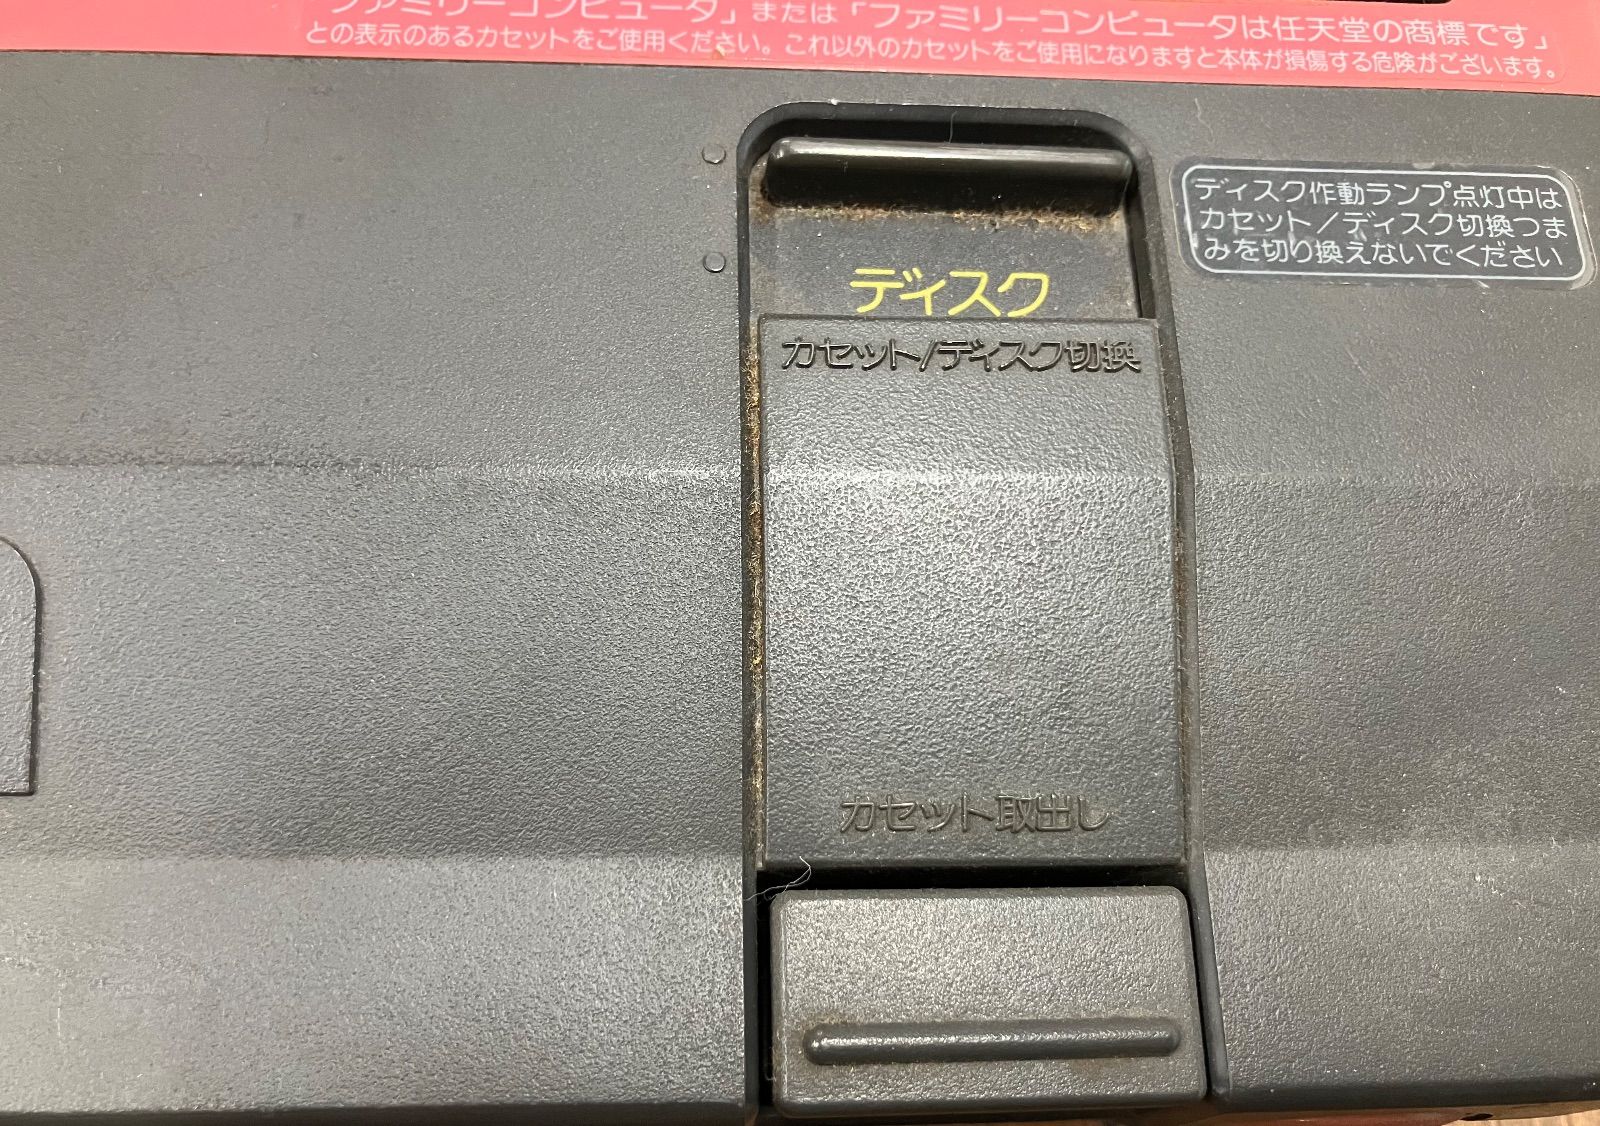 「ファミリーコンピュータ」または「ファミリーコンピュータは任天堂の商標です」
との表示のあるカセットをご使用ください。これ以外のカセットをご使用になりますと本体が損傷する危険がございます。
ディスク作動ランプ点灯中は
カセット/ディスク切換つま
みを切り換えないでください
ディスク
カセット/ディスク切換
カセット取出し